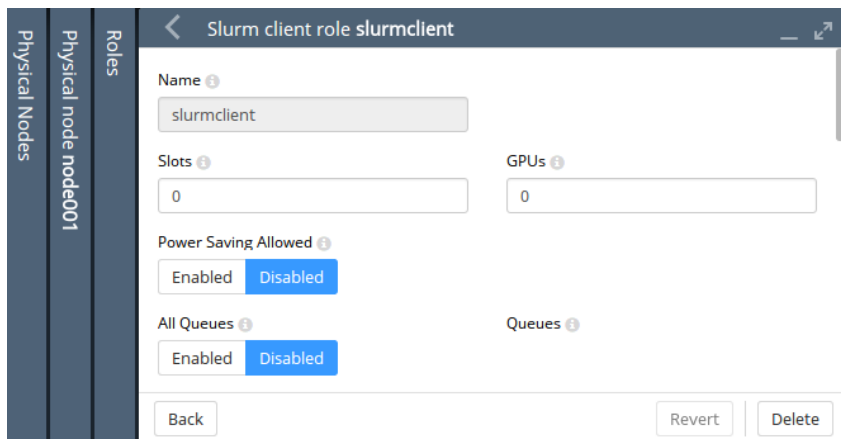 Physical Nodes
Physical node node001
Roles
Slurm client role slurmclient
Name
slurmclient
Slots
GPUs
0
0
Power Saving Allowed
Enabled Disabled
All Queues
Queues
Enabled Disabled
Back
Revert
Delete